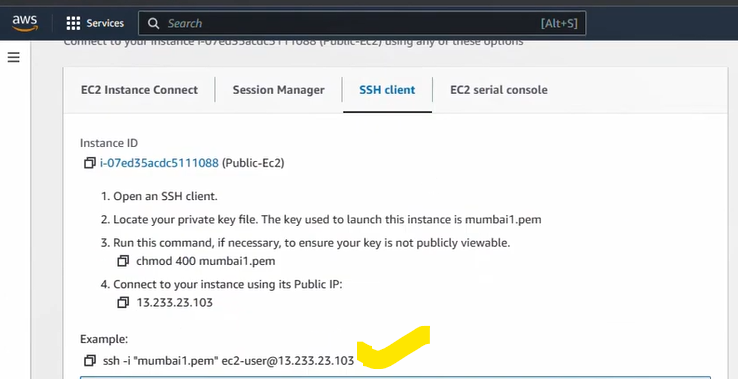 aws Services Search [Alt+S]
Connect to your instance i-07ed35acdc5111088 (Public-Ec2) using any of these options
EC2 Instance Connect Session Manager SSH client EC2 serial console
Instance ID
i-07ed35acdc5111088 (Public-Ec2)
1. Open an SSH client.
2. Locate your private key file. The key used to launch this instance is mumbai1.pem
3. Run this command, if necessary, to ensure your key is not publicly viewable.
chmod 400 mumbai1.pem
4. Connect to your instance using its Public IP:
13.233.23.103
Example:
ssh -i "mumbai1.pem" ec2-user@13.233.23.103